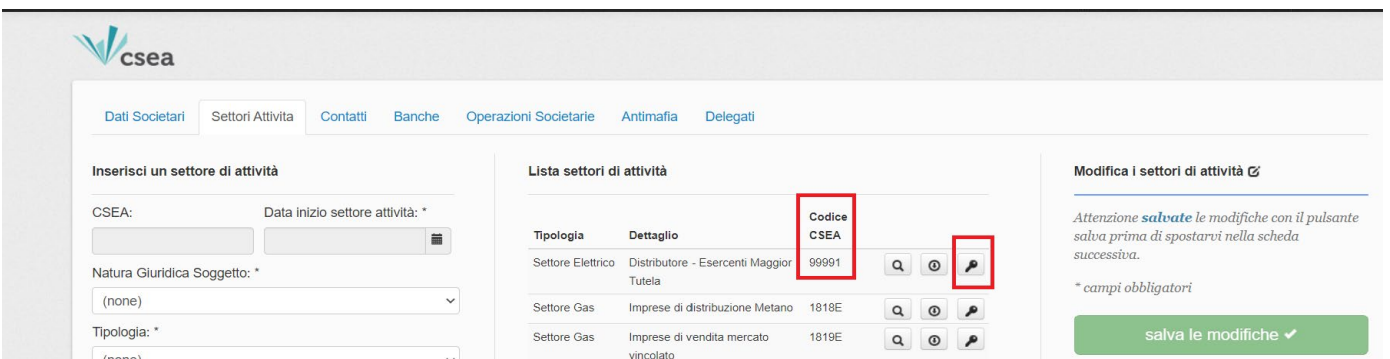 csea
Dati Societari Settori Attivita Contatti Banche Operazioni Societarie Antimafia Delegati
Inserisci un settore di attività
CSEA: Data inizio settore attività: *
Natura Giuridica Soggetto: *
(none)
Tipologia: *
(none)
Lista settori di attività
Codice
Tipologia Dettaglio CSEA
Settore Elettrico Distributore - Esercenti Maggior 99991
Tutela
Settore Gas Imprese di distribuzione Metano 1818E
Settore Gas Imprese di vendita mercato 1819E
vincolato
Modifica i settori di attività
Attenzione salvate le modifiche con il pulsante
salva prima di spostarvi nella scheda
successiva.
* campi obbligatori
salva le modifiche